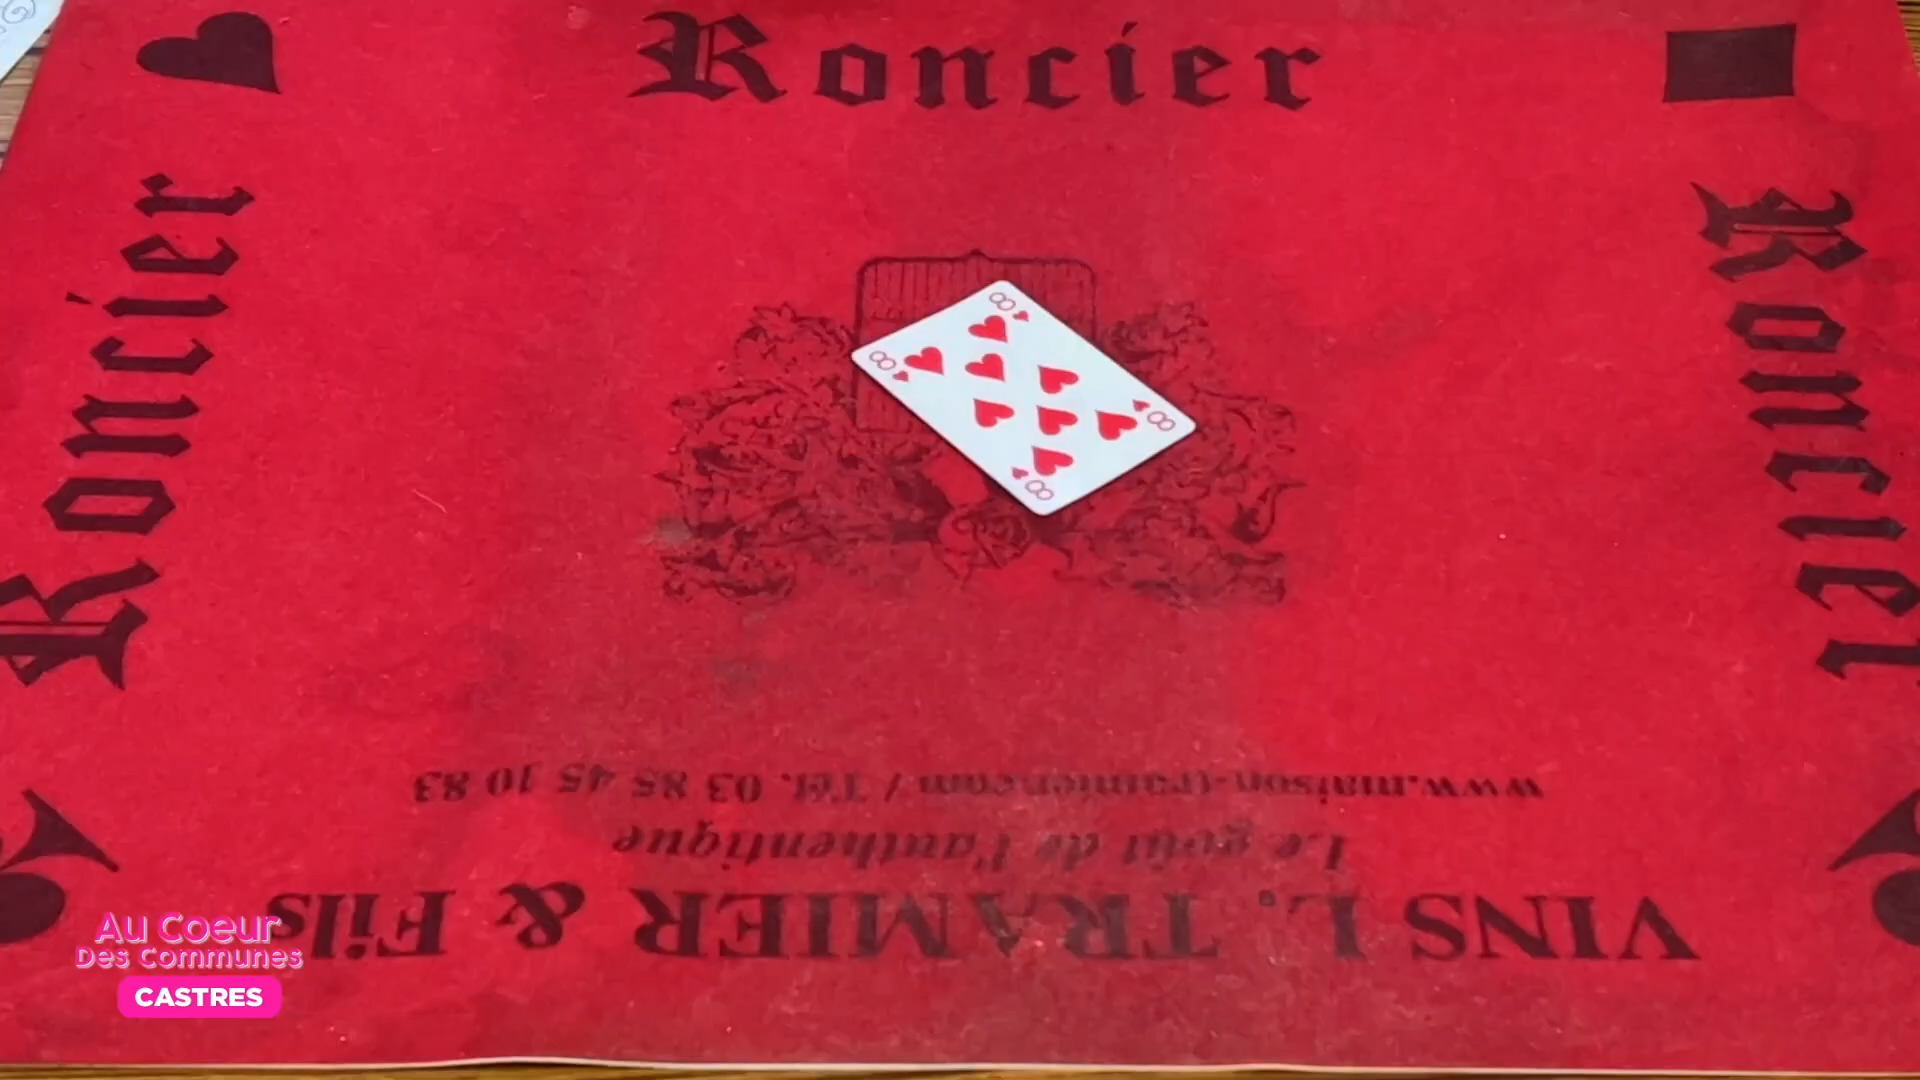 Roncier
Roncier
Roncier
8
8
8
8
www.maison-tramier.com / Tél. 03 85 45 10 83
Le goût de l'authentique
VINS L. TRAMIER & Fils
Au Coeur
Des Communes
CASTRES